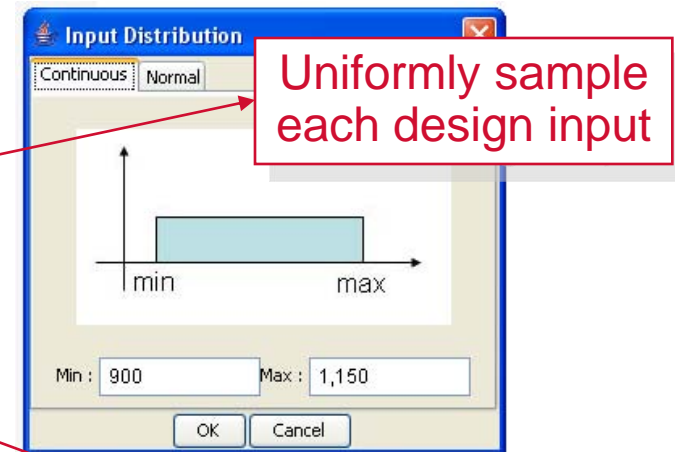 Input Distribution
Uniformly sample
each design input
Continuous Normal
min max
Min : 900 Max : 1,150
OK Cancel